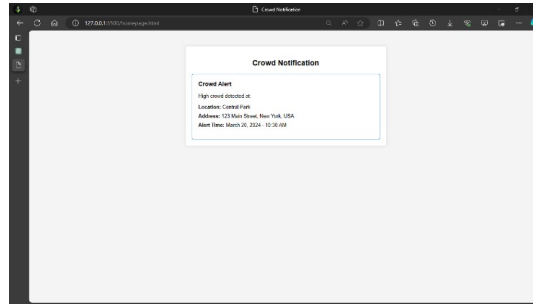 Crowd Notification
127.0.0.1:5500/homepage.html
Crowd Notification
Crowd Alert
High crowd detected at:
Location: Central Park
Address: 123 Main Street, New York, USA
Alert Time: March 20, 2024 - 10:30 AM